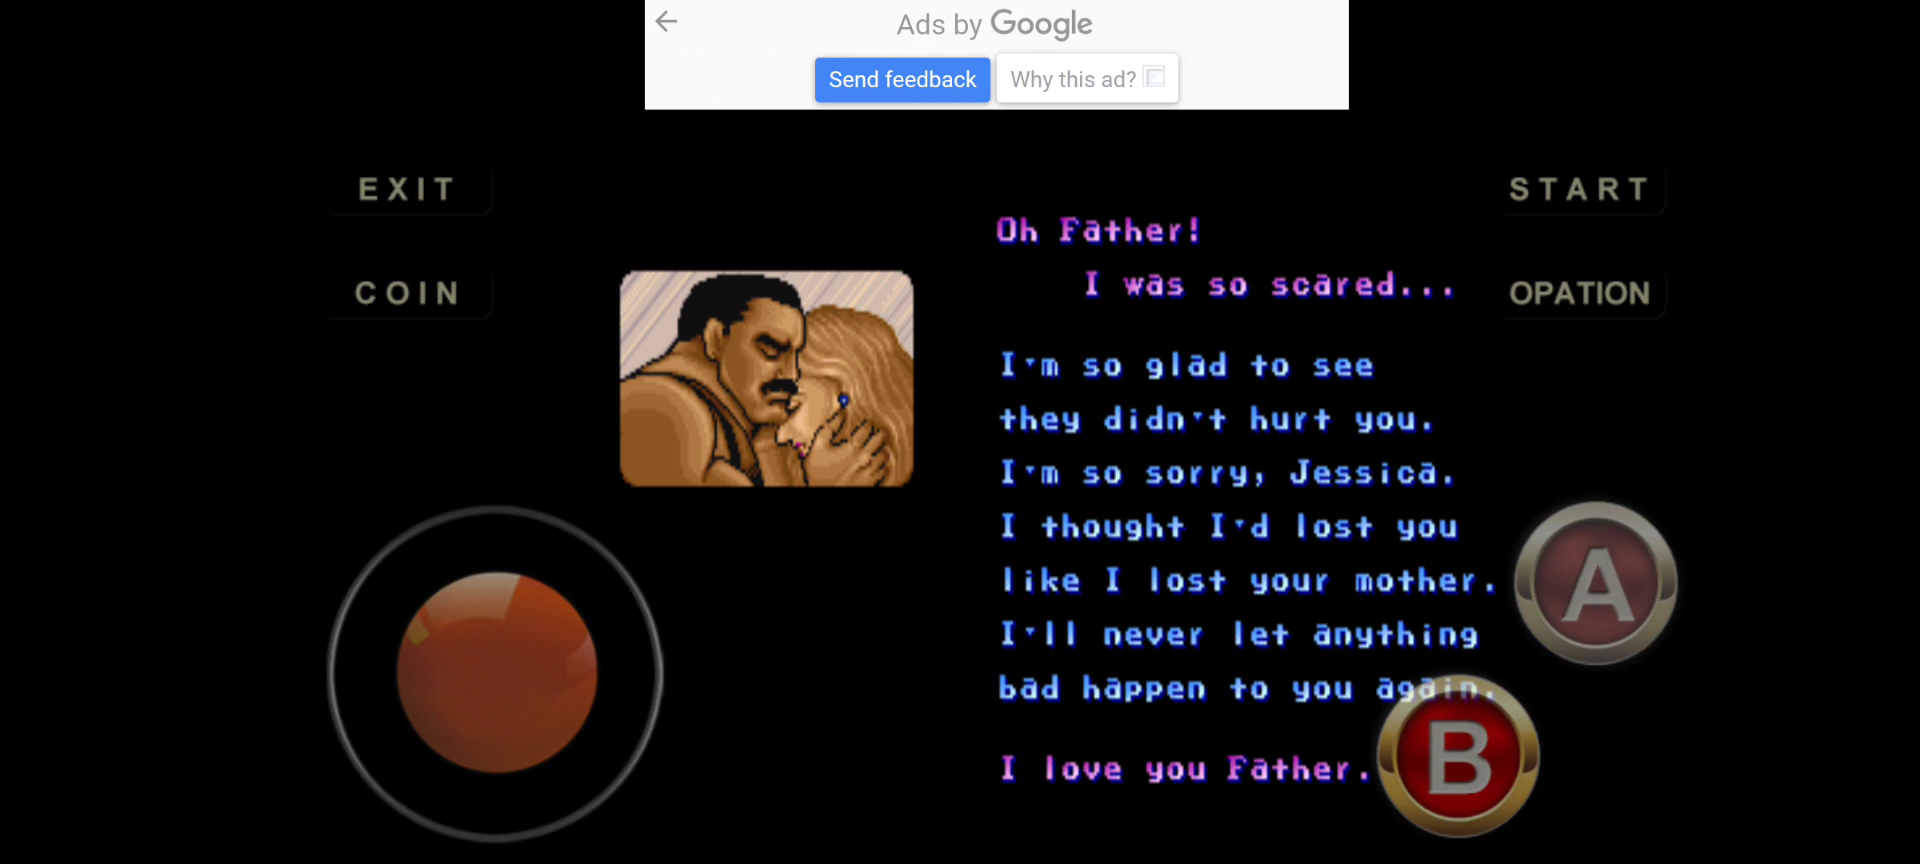 Ads by Google
Send feedback
Why this ad?
EXIT
START
COIN
OPATION
Oh Father!
I was so scared...
I'm so glad to see
they didn't hurt you.
I'm so sorry, Jessica.
I thought I'd lost you
like I lost your mother.
I'll never let anything
bad happen to you again.
I love you Father.
A
B